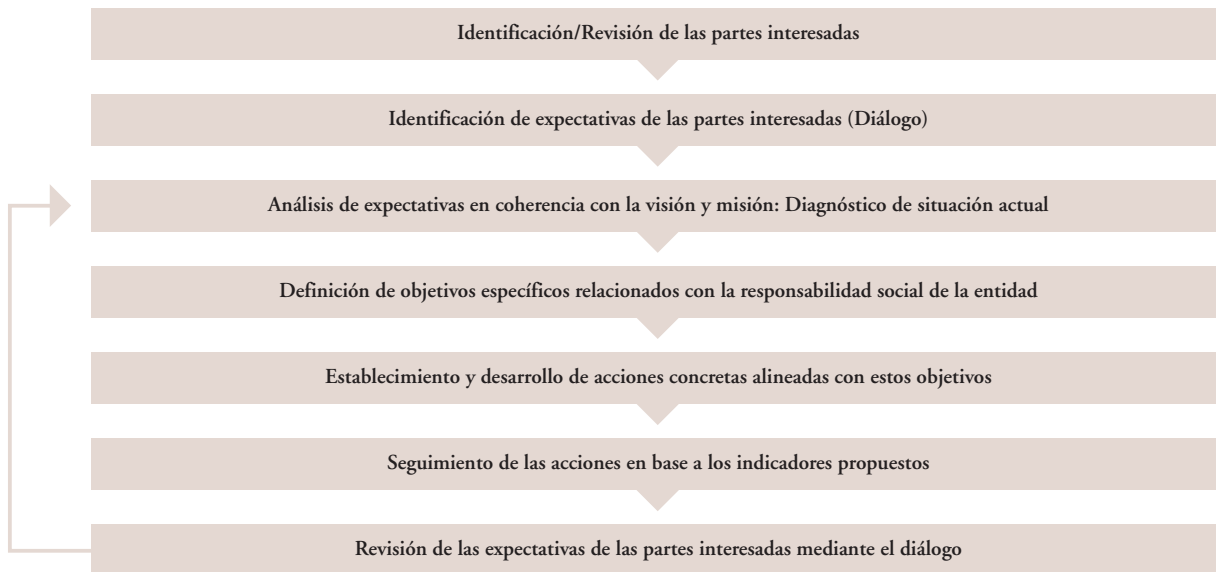 Identificación/Revisión de las partes interesadas
Identificación de expectativas de las partes interesadas (Diálogo)
Análisis de expectativas en coherencia con la visión y misión: Diagnóstico de situación actual
Definición de objetivos específicos relacionados con la responsabilidad social de la entidad
Establecimiento y desarrollo de acciones concretas alineadas con estos objetivos
Seguimiento de las acciones en base a los indicadores propuestos
Revisión de las expectativas de las partes interesadas mediante el diálogo